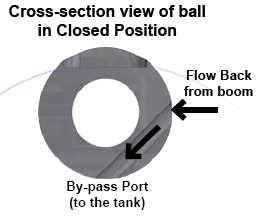 Cross-section view of ball
in Closed Position
Flow Back
from boom
By-pass Port
(to the tank)